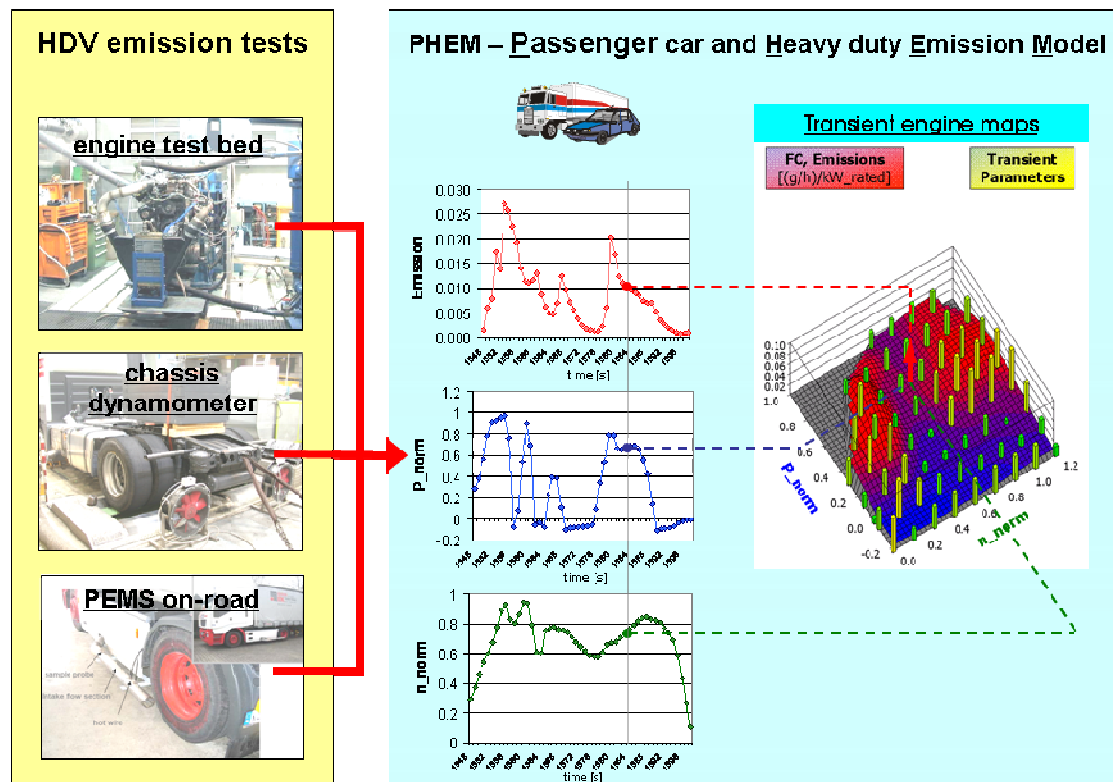 HDV emission tests
engine test bed
chassis
dynamometer
PEMS on-road
sample probe
intake flow section
hot wire
PHEM – Passenger car and Heavy duty Emission Model
Transient engine maps
FC, Emissions
[(g/h)/kW_rated]
Transient
Parameters
Emission
0.030
0.025
0.020
0.015
0.010
0.005
0.000
time [s]
P_norm
1.2
1
0.8
0.6
0.4
0.2
0
-0.2
time [s]
n_norm
1
0.8
0.6
0.4
0.2
0
time [s]
0.10
0.08
0.06
0.04
0.02
1.0
0.8
0.6
0.4
0.2
0.0
-0.2
P_norm
0.0
0.2
0.4
0.6
0.8
1.0
1.2
n_norm